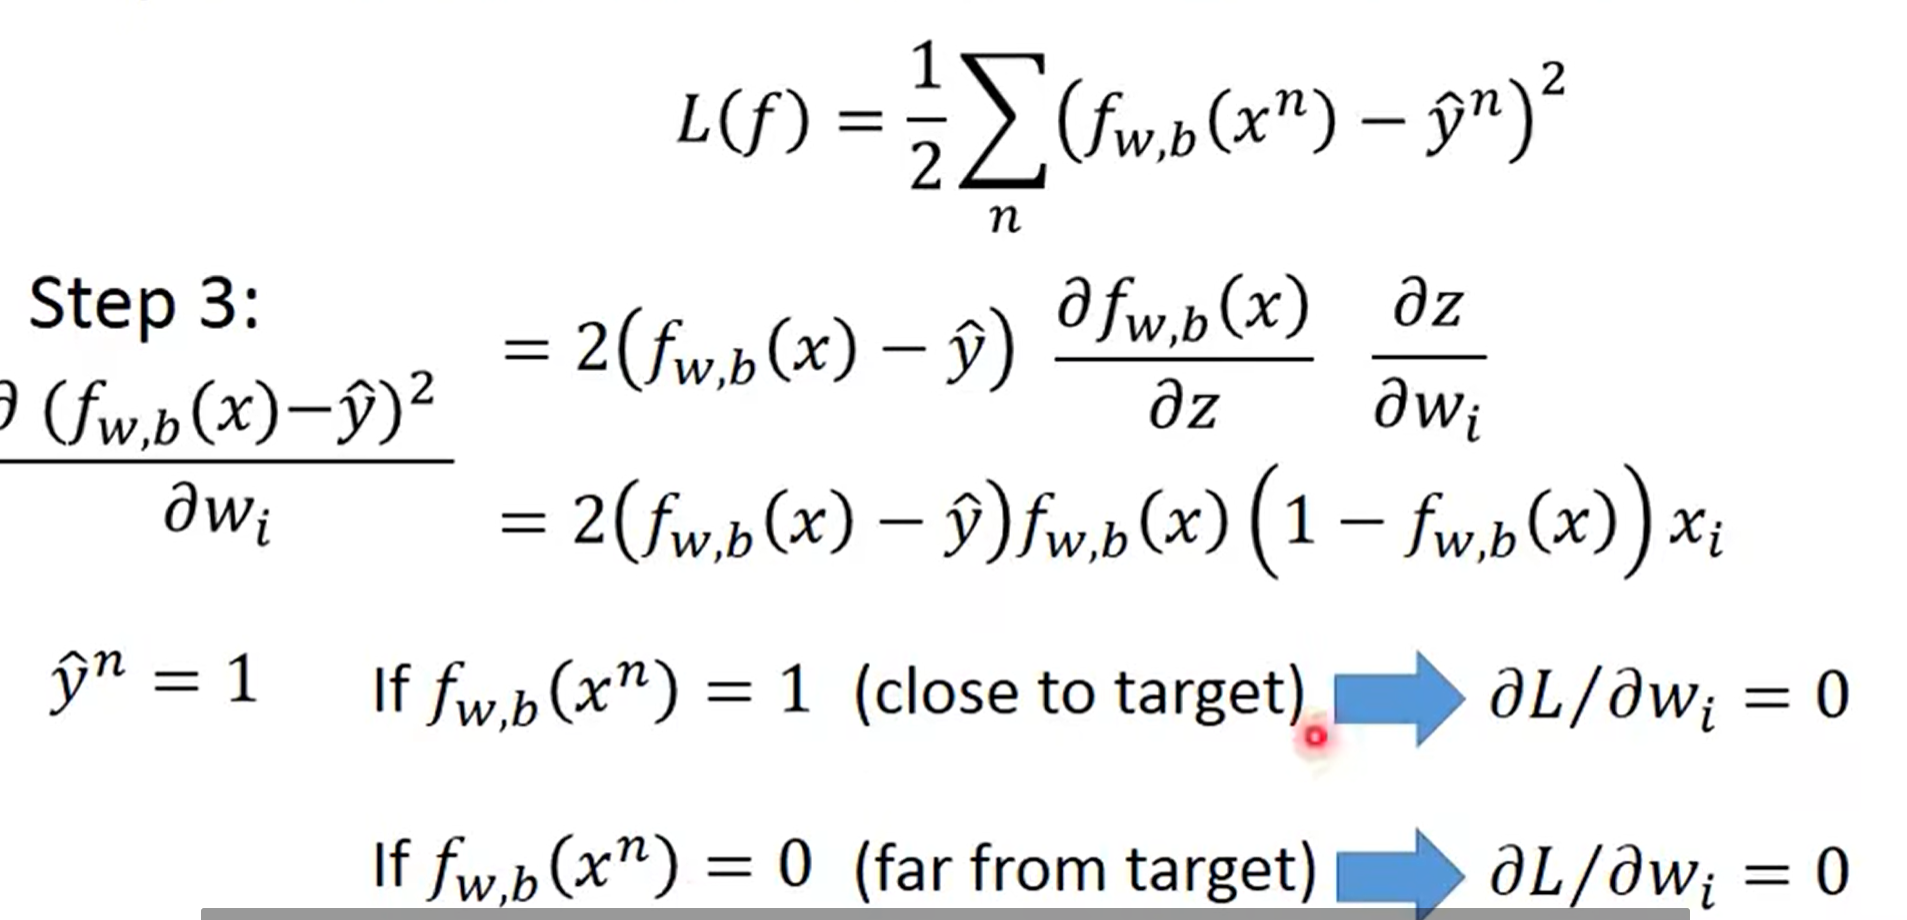 L(f) = 1/2 ∑_n (f_{w,b}(x^n) − ŷ^n)^2
Step 3:
∂ (f_{w,b}(x)−ŷ)^2 / ∂w_i = 2(f_{w,b}(x) − ŷ) ∂f_{w,b}(x)/∂z ∂z/∂w_i
= 2(f_{w,b}(x) − ŷ)f_{w,b}(x)(1 − f_{w,b}(x))x_i
ŷ^n = 1 If f_{w,b}(x^n) = 1 (close to target) ∂L/∂w_i = 0
If f_{w,b}(x^n) = 0 (far from target) ∂L/∂w_i = 0